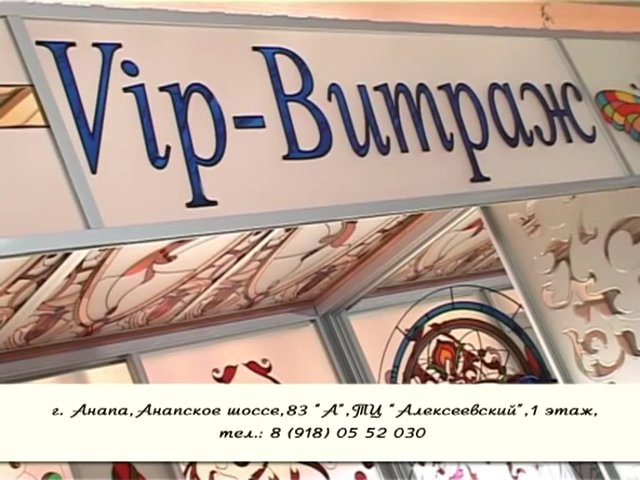 Vip-Витраж
г. Анапа, Анапское шоссе, 83 "А", ТЦ "Алексеевский", 1 этаж,
тел.: 8 (918) 05 52 030